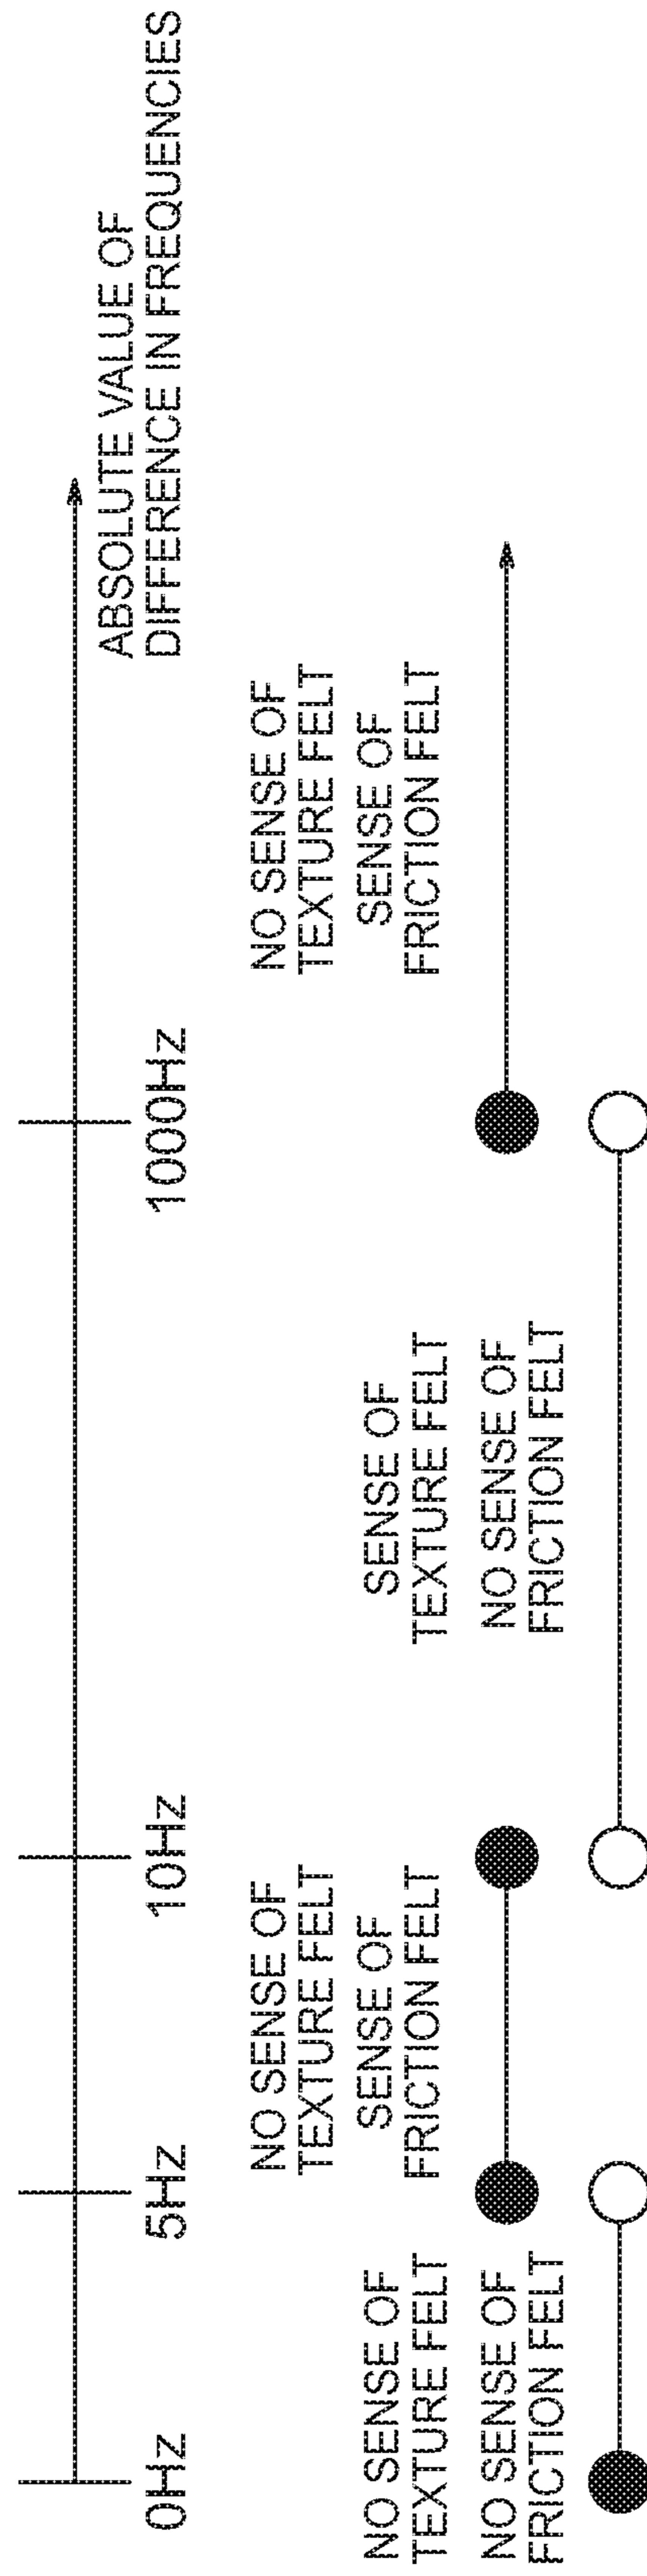 ABSOLUTE VALUE OF
DIFFERENCE IN FREQUENCIES
0Hz
5Hz
10Hz
1000Hz
NO SENSE OF
TEXTURE FELT
NO SENSE OF
FRICTION FELT
NO SENSE OF
TEXTURE FELT
SENSE OF
FRICTION FELT
SENSE OF
TEXTURE FELT
NO SENSE OF
FRICTION FELT
NO SENSE OF
TEXTURE FELT
SENSE OF
FRICTION FELT